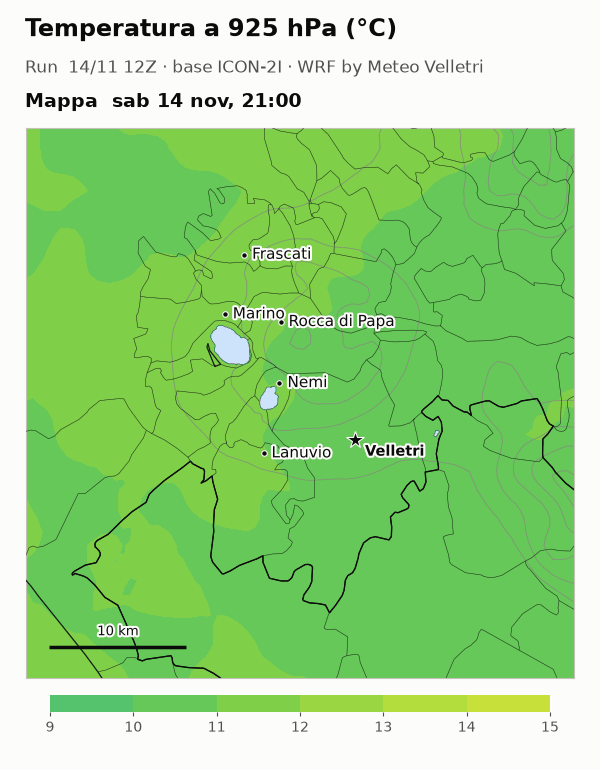 Temperatura a 925 hPa (°C)
Run  14/11 12Z · base ICON-2I · WRF by Meteo Velletri
Mappa  sab 14 nov, 21:00
Frascati
Marino
Rocca di Papa
Nemi
Velletri
Lanuvio
10 km
9 10 11 12 13 14 15